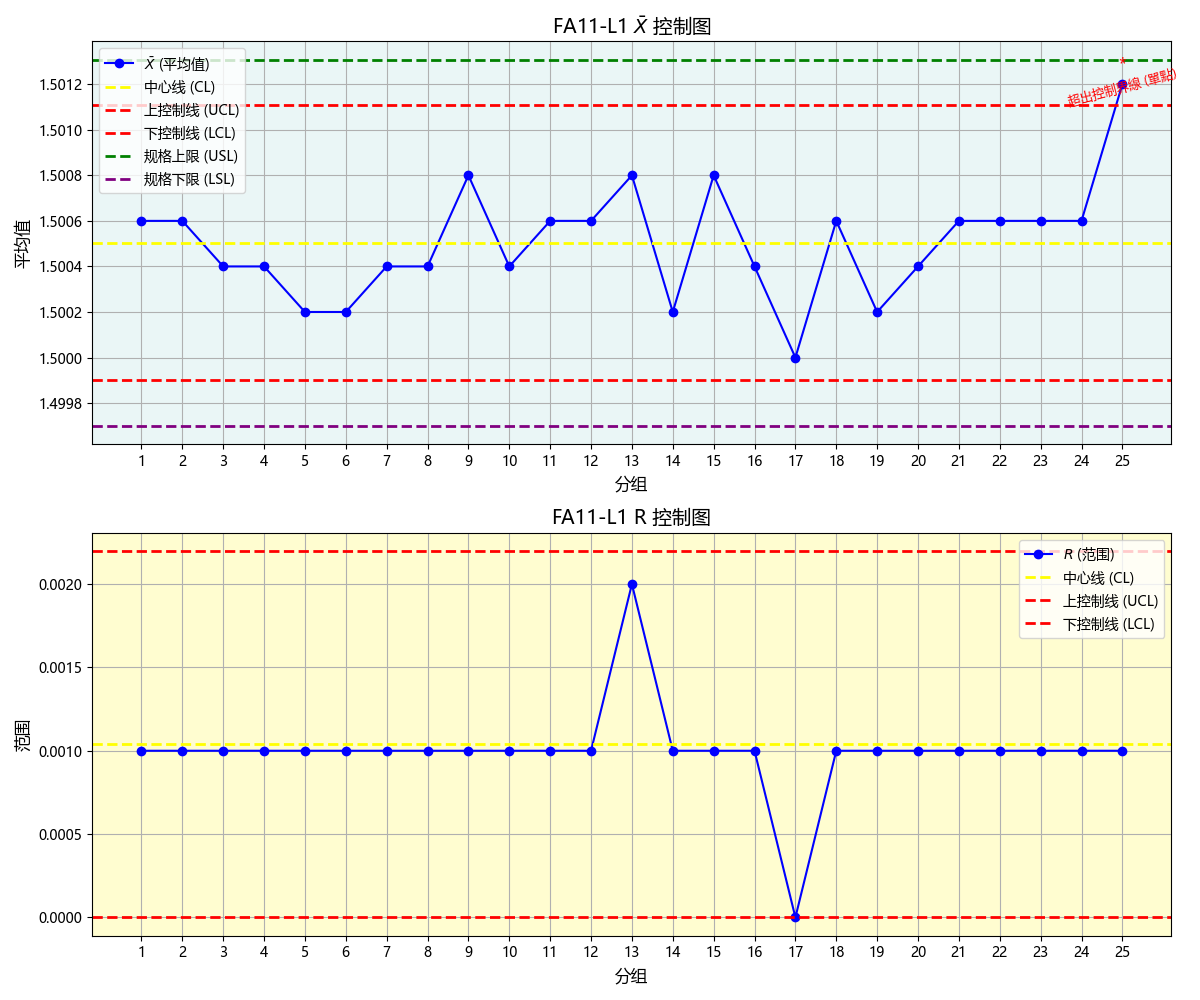 FA11-L1 X̄ 控制图
X̄ (平均值)
中心线 (CL)
上控制线 (UCL)
下控制线 (LCL)
规格上限 (USL)
规格下限 (LSL)
*
超出控制界線 (單點)
平均值
1.5012
1.5010
1.5008
1.5006
1.5004
1.5002
1.5000
1.4998
1 2 3 4 5 6 7 8 9 10 11 12 13 14 15 16 17 18 19 20 21 22 23 24 25
分组
FA11-L1 R 控制图
R (范围)
中心线 (CL)
上控制线 (UCL)
下控制线 (LCL)
范围
0.0020
0.0015
0.0010
0.0005
0.0000
1 2 3 4 5 6 7 8 9 10 11 12 13 14 15 16 17 18 19 20 21 22 23 24 25
分组